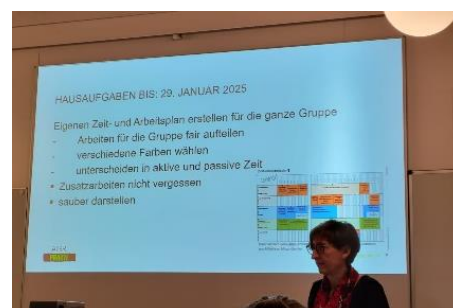 HAUSAUFGABEN BIS: 29. JANUAR 2025
Eigenen Zeit- und Arbeitsplan erstellen für die ganze Gruppe
- Arbeiten für die Gruppe fair aufteilen
- verschiedene Farben wählen
- unterscheiden in aktive und passive Zeit
• Zusatzarbeiten nicht vergessen
• sauber darstellen